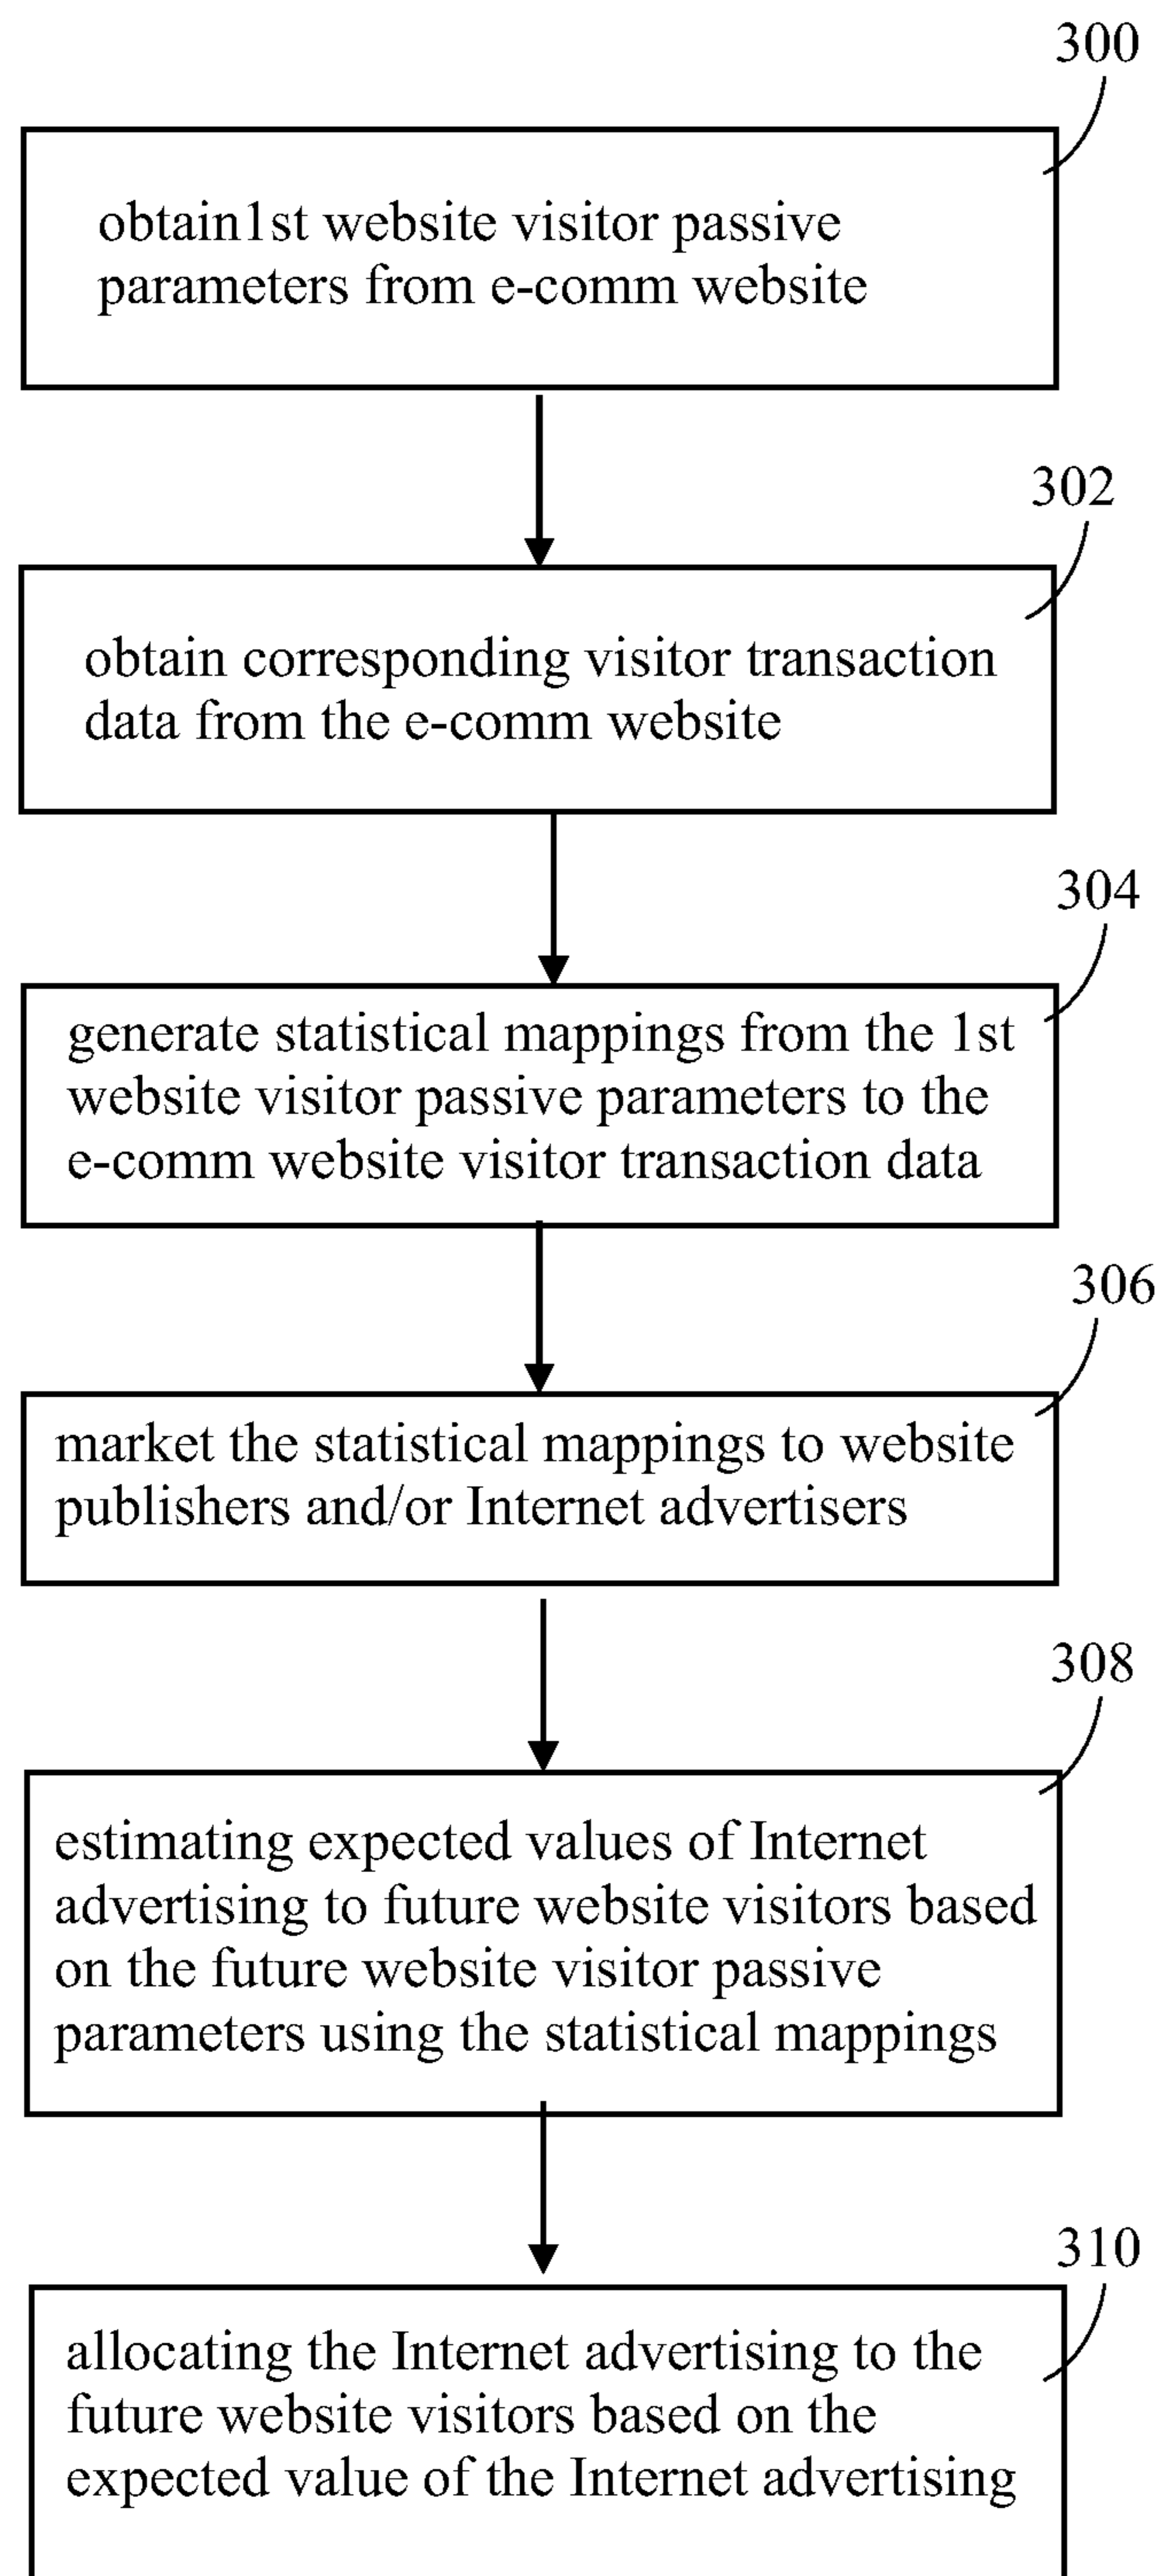 300
obtain1st website visitor passive
parameters from e-comm website
302
obtain corresponding visitor transaction
data from the e-comm website
304
generate statistical mappings from the 1st
website visitor passive parameters to the
e-comm website visitor transaction data
306
market the statistical mappings to website
publishers and/or Internet advertisers
308
estimating expected values of Internet
advertising to future website visitors based
on the future website visitor passive
parameters using the statistical mappings
310
allocating the Internet advertising to the
future website visitors based on the
expected value of the Internet advertising